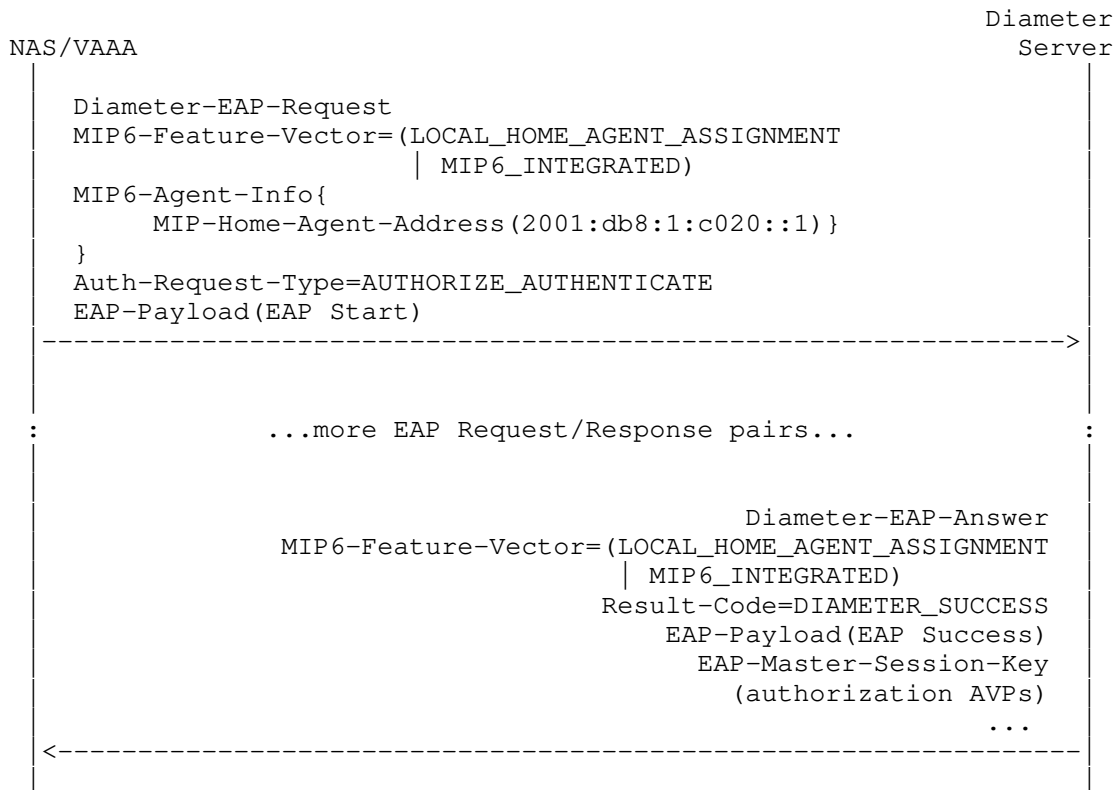 Diameter
NAS/VAAA Server
Diameter-EAP-Request
MIP6-Feature-Vector=(LOCAL_HOME_AGENT_ASSIGNMENT
| MIP6_INTEGRATED)
MIP6-Agent-Info{
MIP-Home-Agent-Address(2001:db8:1:c020::1)}
}
Auth-Request-Type=AUTHORIZE_AUTHENTICATE
EAP-Payload(EAP Start)
...more EAP Request/Response pairs...
Diameter-EAP-Answer
MIP6-Feature-Vector=(LOCAL_HOME_AGENT_ASSIGNMENT
| MIP6_INTEGRATED)
Result-Code=DIAMETER_SUCCESS
EAP-Payload(EAP Success)
EAP-Master-Session-Key
(authorization AVPs)
...